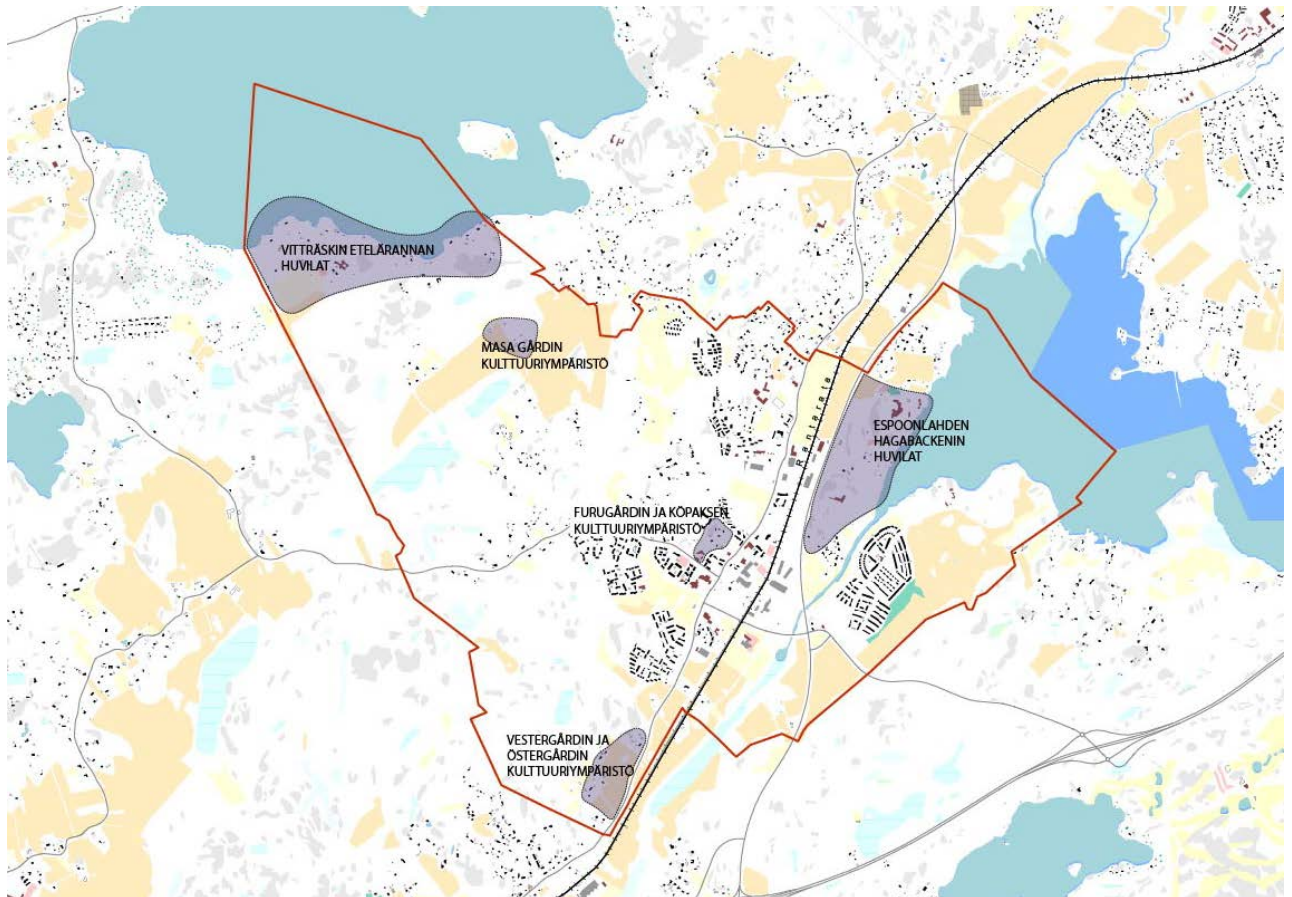 VITTRÄSKIN ETELÄRANNAN
HUVILAT
MASA GÅRDIN
KULTTUURIYMPÄRISTÖ
Rantarata
ESPOONLAHDEN
HAGABACKENIN
HUVILAT
FURUGÅRDIN JA KÖPAKSEN
KULTTUURIYMPÄRISTÖ
VESTERGÅRDIN JA
ÖSTERGÅRDIN
KULTTUURIYMPÄRISTÖ